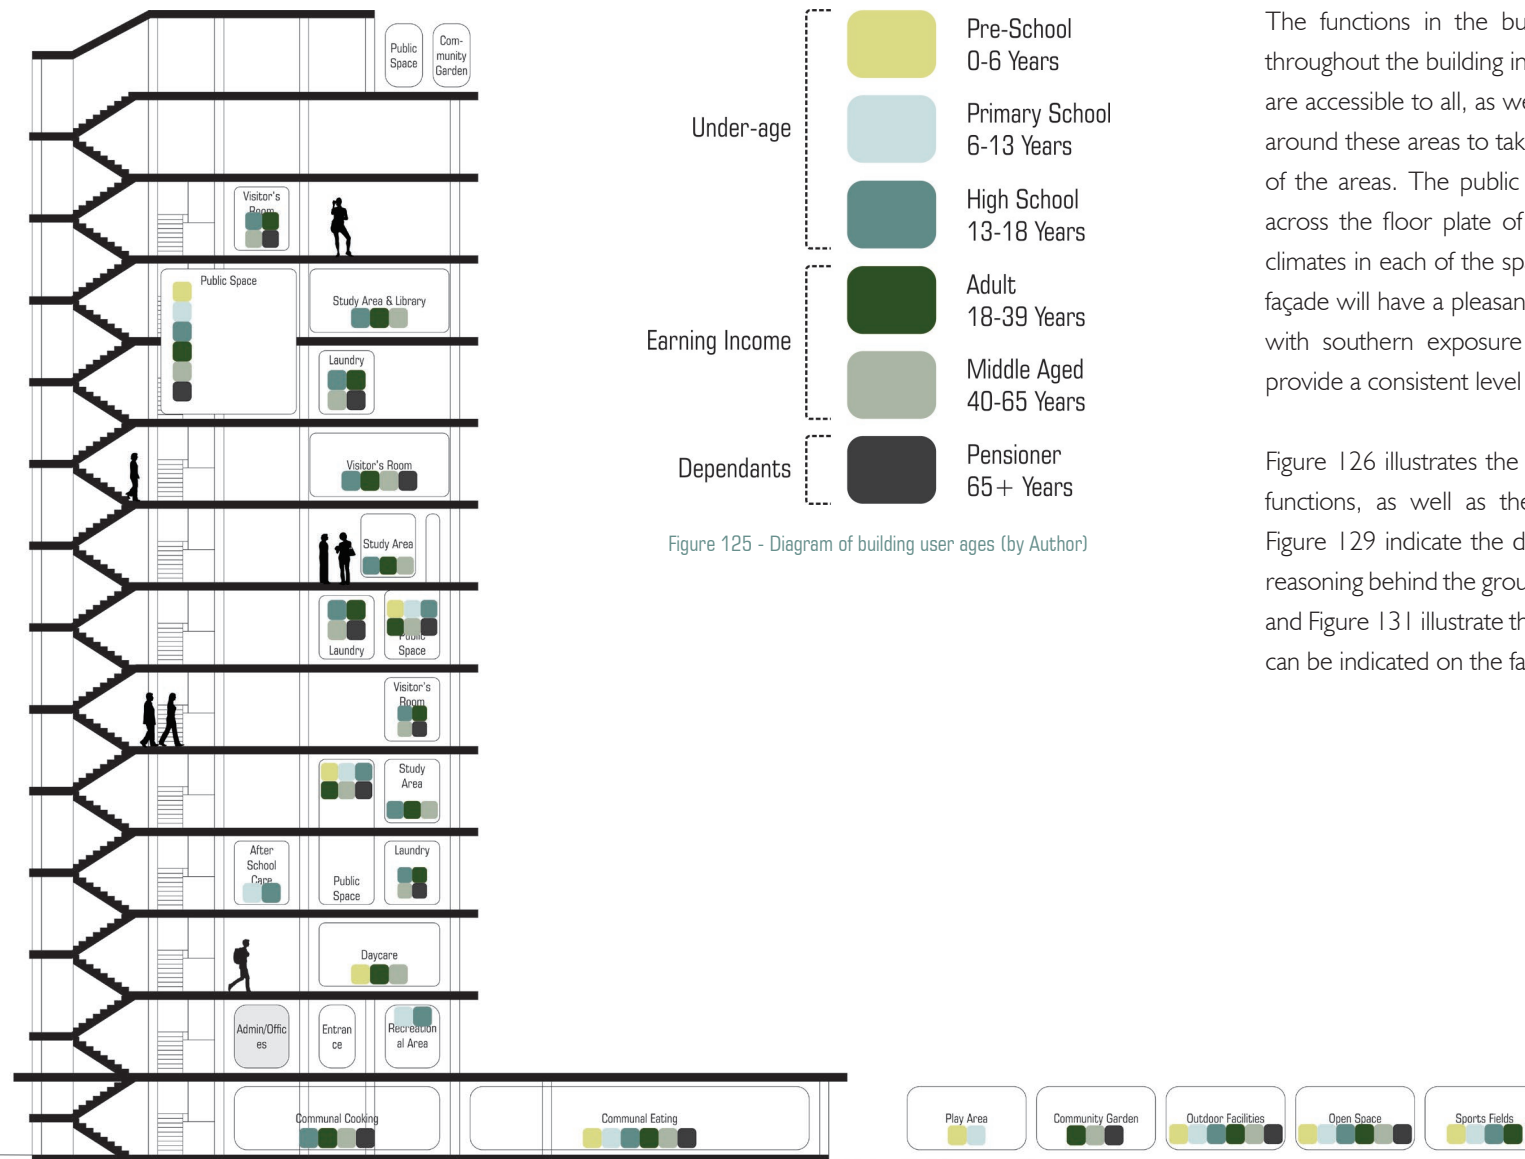 Public
Space
Com-
munity
Garden
Visitor's
Room
Public Space
Study Area & Library
Laundry
Visitor's Room
Study Area
Laundry
Public
Space
Visitor's
Room
Study
Area
After
School
Care
Public
Space
Laundry
Daycare
Admin/Offic
es
Entran
ce
Recreation
al Area
Communal Cooking
Communal Eating
Play Area
Community Garden
Outdoor Facilities
Open Space
Sports Fields
Under-age
Pre-School
0-6 Years
Primary School
6-13 Years
High School
13-18 Years
Earning Income
Adult
18-39 Years
Middle Aged
40-65 Years
Dependants
Pensioner
65+ Years
Figure 125 - Diagram of building user ages (by Author)
The functions in the bu
throughout the building in
are accessible to all, as we
around these areas to tak
of the areas. The public
across the floor plate of
climates in each of the sp
façade will have a pleasan
with southern exposure
provide a consistent level
Figure 126 illustrates the
functions, as well as the
Figure 129 indicate the d
reasoning behind the grou
and Figure 131 illustrate th
can be indicated on the fa